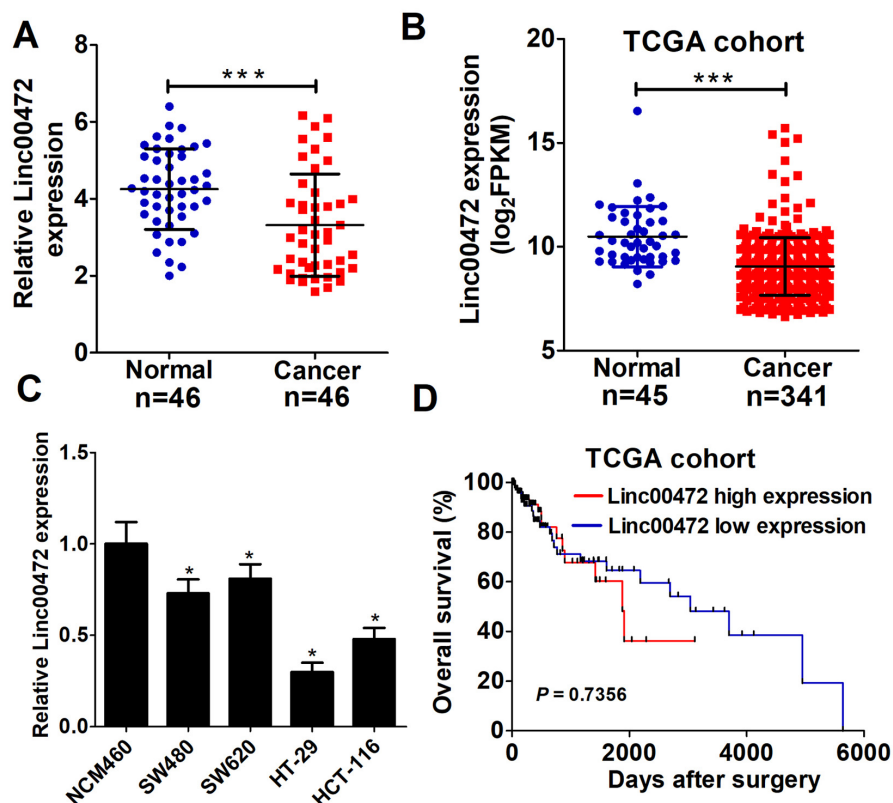 A
Relative Linc00472
expression
8
6
4
2
0
***
Normal
n=46
Cancer
n=46
B
TCGA cohort
Linc00472 expression
(log2FPKM)
20
15
10
5
***
Normal
n=45
Cancer
n=341
C
Relative Linc00472 expression
1.5
1.0
0.5
0.0
*
*
*
*
NCM460
SW480
SW620
HT-29
HCT-116
D
TCGA cohort
Overall survival (%)
100
80
60
40
20
0
Linc00472 high expression
Linc00472 low expression
P = 0.7356
0 2000 4000 6000
Days after surgery